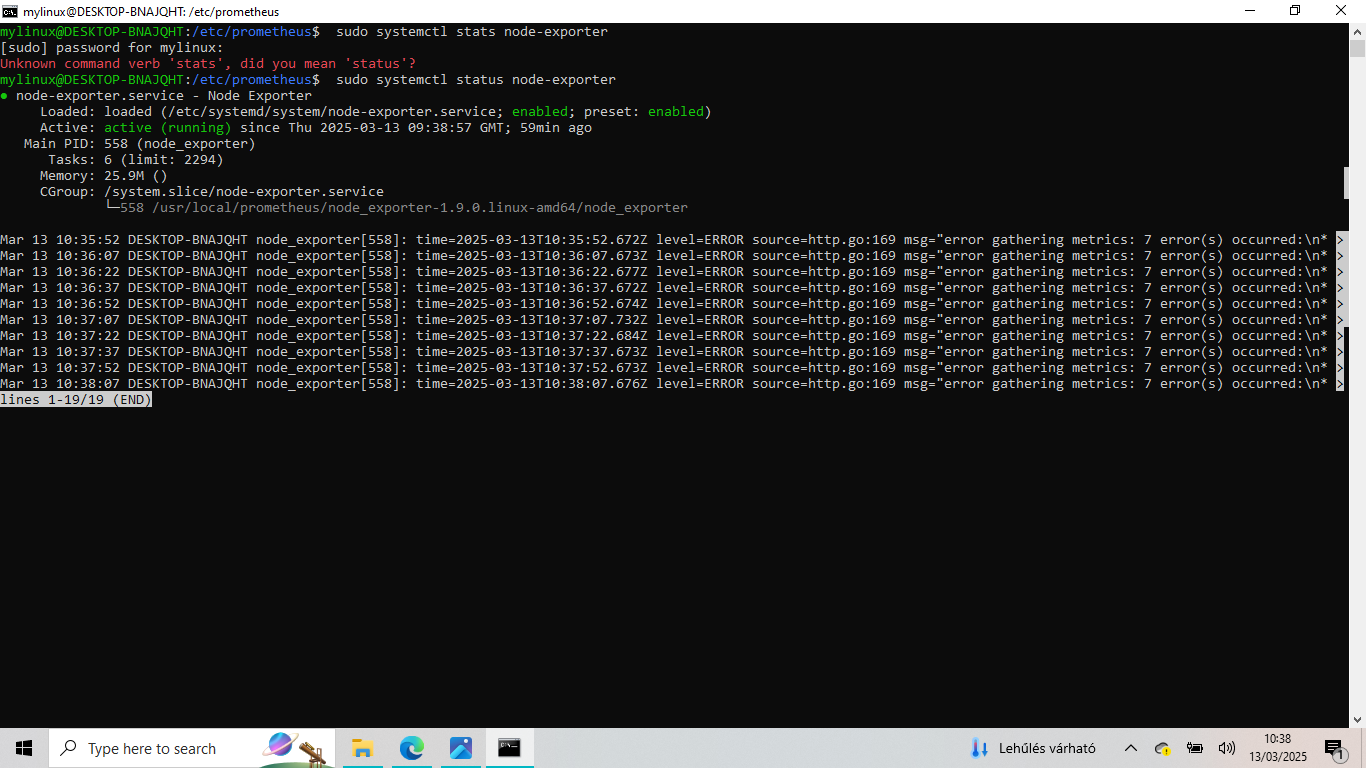 mylinux@DESKTOP-BNAJQHT: /etc/prometheus
mylinux@DESKTOP-BNAJQHT:/etc/prometheus$  sudo systemctl stats node-exporter
[sudo] password for mylinux:
Unknown command verb 'stats', did you mean 'status'?
mylinux@DESKTOP-BNAJQHT:/etc/prometheus$  sudo systemctl status node-exporter
● node-exporter.service - Node Exporter
     Loaded: loaded (/etc/systemd/system/node-exporter.service; enabled; preset: enabled)
     Active: active (running) since Thu 2025-03-13 09:38:57 GMT; 59min ago
   Main PID: 558 (node_exporter)
      Tasks: 6 (limit: 2294)
     Memory: 25.9M ()
     CGroup: /system.slice/node-exporter.service
             └─558 /usr/local/prometheus/node_exporter-1.9.0.linux-amd64/node_exporter
Mar 13 10:35:52 DESKTOP-BNAJQHT node_exporter[558]: time=2025-03-13T10:35:52.672Z level=ERROR source=http.go:169 msg="error gathering metrics: 7 error(s) occurred:\n* >
Mar 13 10:36:07 DESKTOP-BNAJQHT node_exporter[558]: time=2025-03-13T10:36:07.673Z level=ERROR source=http.go:169 msg="error gathering metrics: 7 error(s) occurred:\n* >
Mar 13 10:36:22 DESKTOP-BNAJQHT node_exporter[558]: time=2025-03-13T10:36:22.677Z level=ERROR source=http.go:169 msg="error gathering metrics: 7 error(s) occurred:\n* >
Mar 13 10:36:37 DESKTOP-BNAJQHT node_exporter[558]: time=2025-03-13T10:36:37.672Z level=ERROR source=http.go:169 msg="error gathering metrics: 7 error(s) occurred:\n* >
Mar 13 10:36:52 DESKTOP-BNAJQHT node_exporter[558]: time=2025-03-13T10:36:52.674Z level=ERROR source=http.go:169 msg="error gathering metrics: 7 error(s) occurred:\n* >
Mar 13 10:37:07 DESKTOP-BNAJQHT node_exporter[558]: time=2025-03-13T10:37:07.732Z level=ERROR source=http.go:169 msg="error gathering metrics: 7 error(s) occurred:\n* >
Mar 13 10:37:22 DESKTOP-BNAJQHT node_exporter[558]: time=2025-03-13T10:37:22.684Z level=ERROR source=http.go:169 msg="error gathering metrics: 7 error(s) occurred:\n* >
Mar 13 10:37:37 DESKTOP-BNAJQHT node_exporter[558]: time=2025-03-13T10:37:37.673Z level=ERROR source=http.go:169 msg="error gathering metrics: 7 error(s) occurred:\n* >
Mar 13 10:37:52 DESKTOP-BNAJQHT node_exporter[558]: time=2025-03-13T10:37:52.673Z level=ERROR source=http.go:169 msg="error gathering metrics: 7 error(s) occurred:\n* >
Mar 13 10:38:07 DESKTOP-BNAJQHT node_exporter[558]: time=2025-03-13T10:38:07.676Z level=ERROR source=http.go:169 msg="error gathering metrics: 7 error(s) occurred:\n* >
lines 1-19/19 (END)
Type here to search
Lehűlés várható
10:38
13/03/2025
1